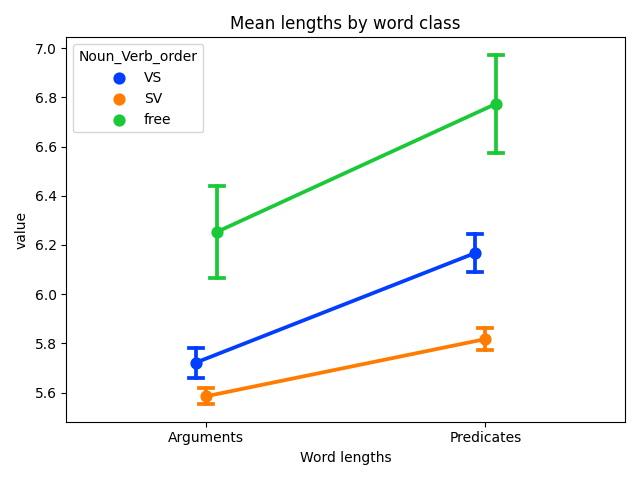 Mean lengths by word class
Noun_Verb_order
VS
SV
free
7.0
6.8
6.6
6.4
6.2
6.0
5.8
5.6
value
Arguments
Predicates
Word lengths